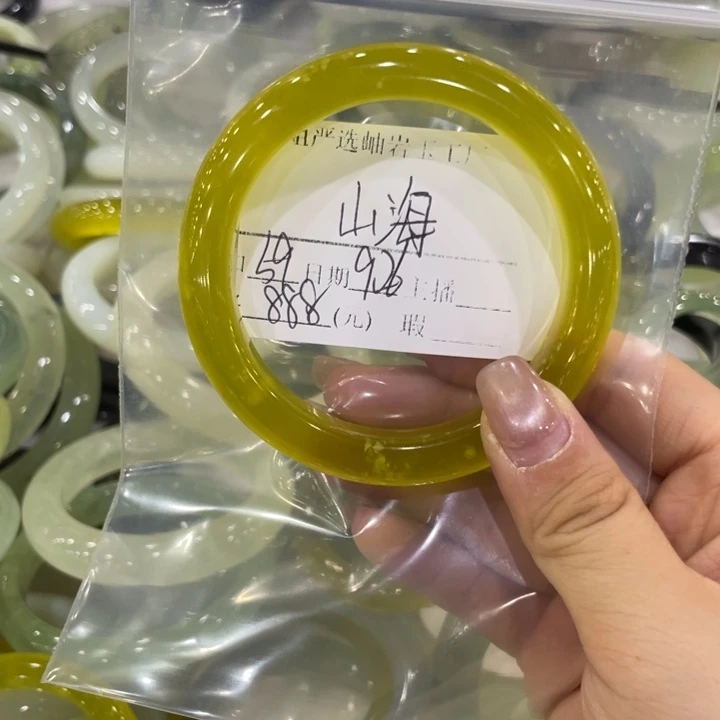 严选岫岩玉工厂
山海
59 日期 926 主播
888 (元) 瑕